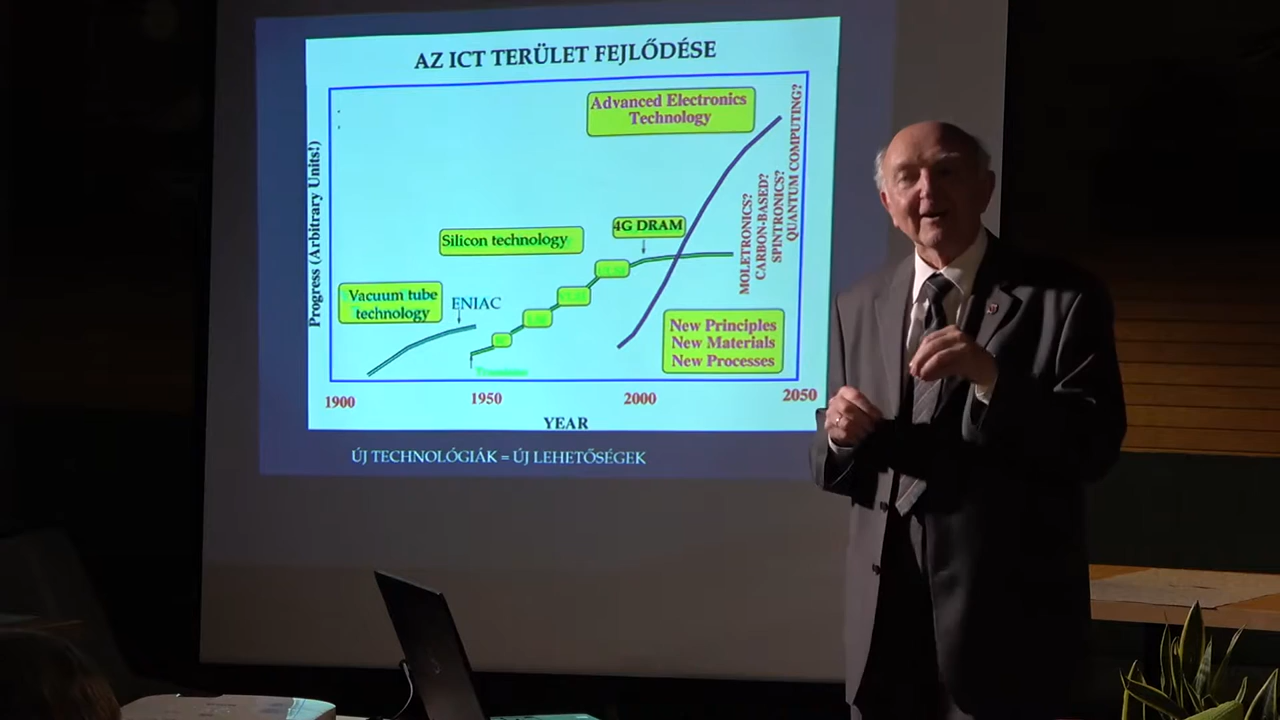 AZ ICT TERÜLET FEJLŐDÉSE
Progress (Arbitrary Units!)
Advanced Electronics
Technology
4G DRAM
Silicon technology
Vacuum tube
technology
ENIAC
MOLETRONICS?
CARBON-BASED?
SPINTRONICS?
QUANTUM COMPUTING?
New Principles
New Materials
New Processes
1900
1950
2000
2050
YEAR
ÚJ TECHNOLÓGIÁK = ÚJ LEHETŐSÉGEK